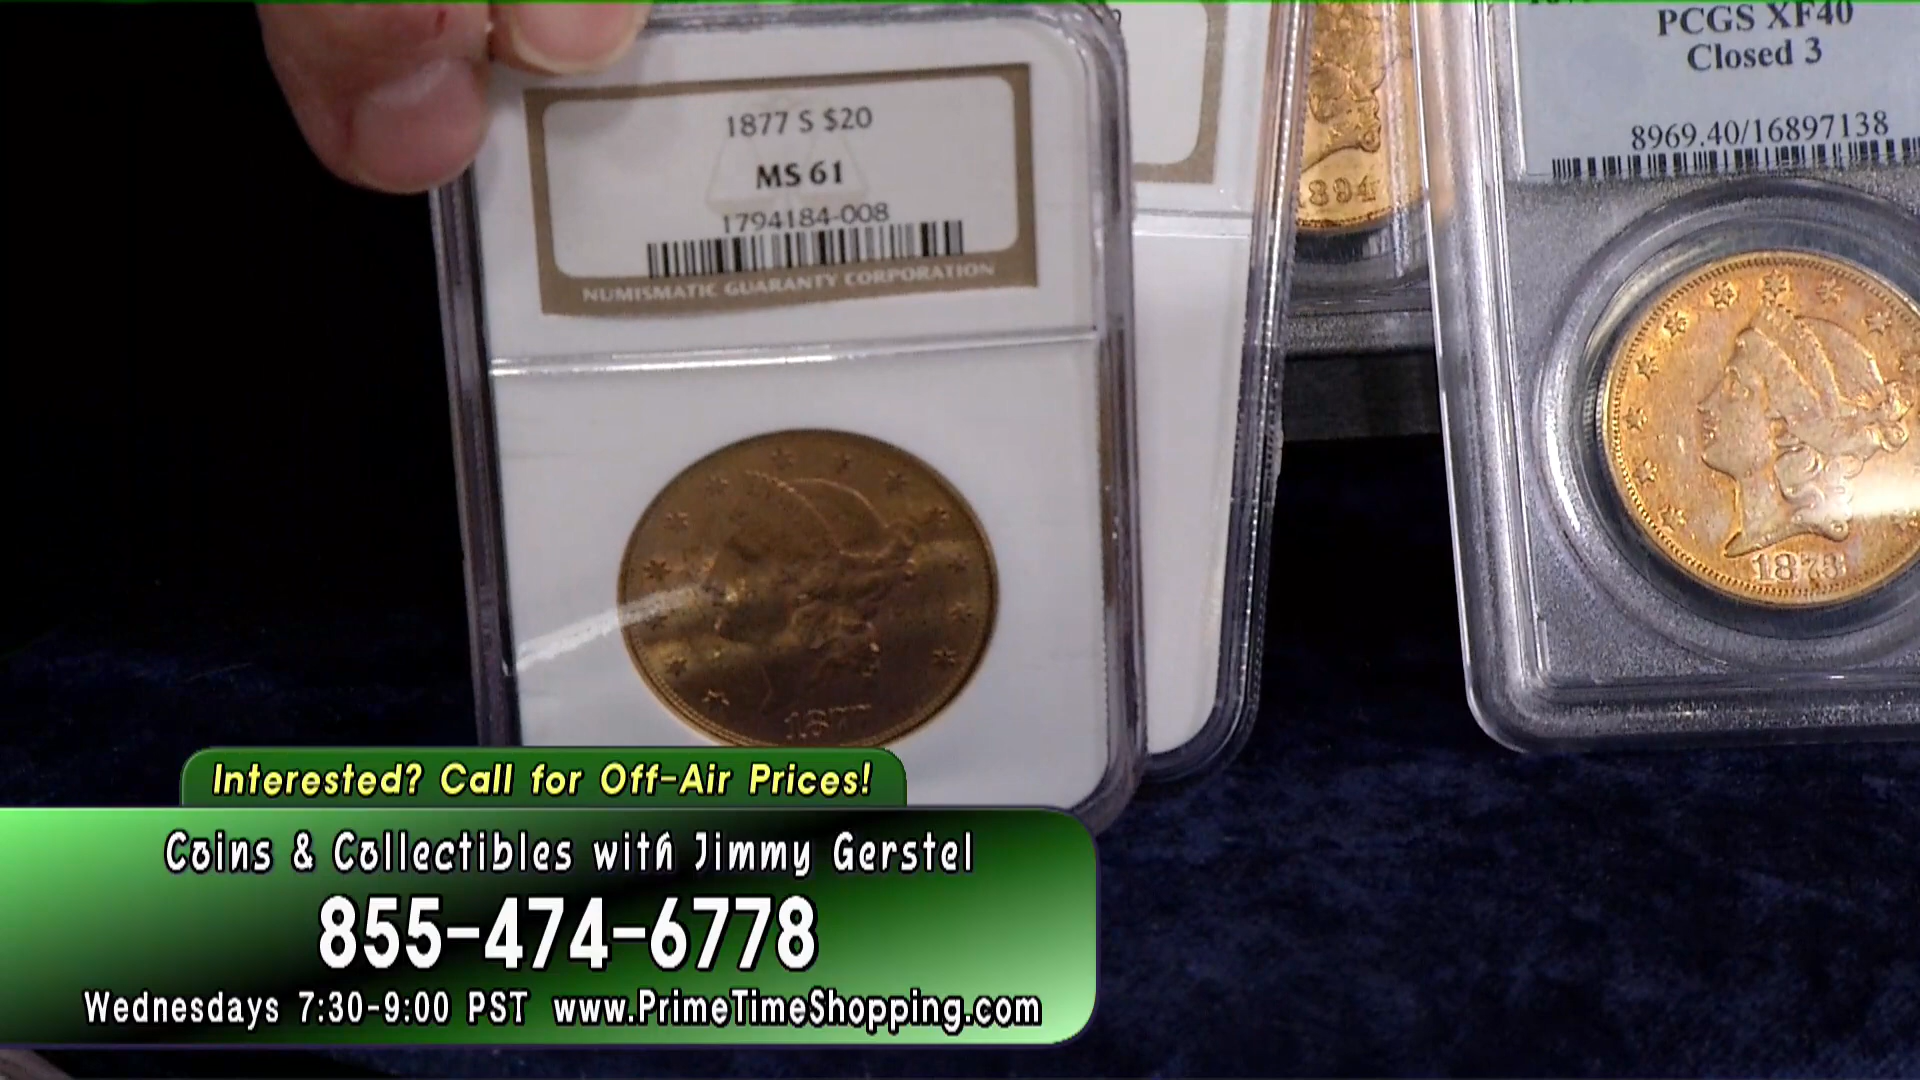 1877 S $20
MS 61
1794184-008
NUMISMATIC GUARANTY CORPORATION
1877
1894
PCGS XF40
Closed 3
8969.40/16897138
1873
Interested? Call for Off-Air Prices!
Coins & Collectibles with Jimmy Gerstel
855-474-6778
Wednesdays 7:30-9:00 PST www.PrimeTimeShopping.com